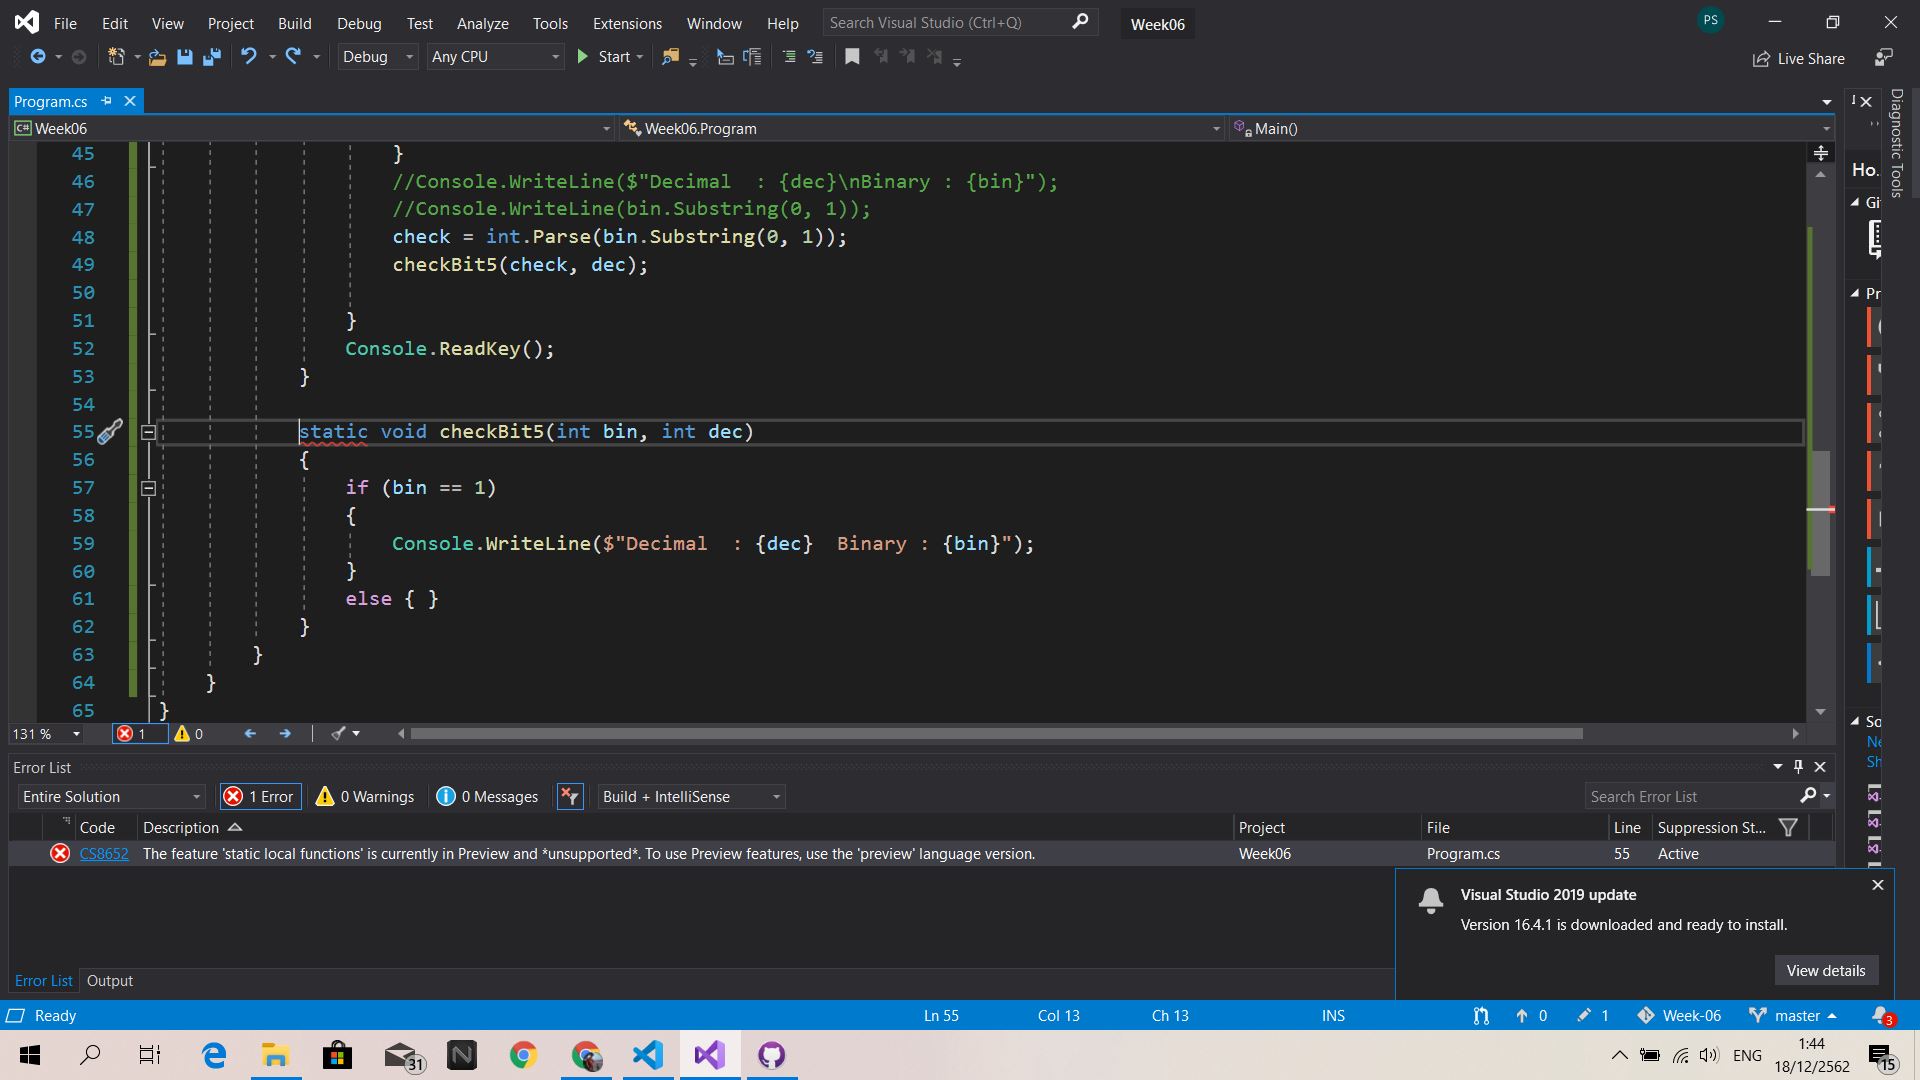 File Edit View Project Build Debug Test Analyze Tools Extensions Window Help Search Visual Studio (Ctrl+Q) Week06 PS
Debug Any CPU Start Live Share
Program.cs
C# Week06 Week06.Program Main()
45 }
46 //Console.WriteLine($"Decimal  : {dec}\nBinary : {bin}");
47 //Console.WriteLine(bin.Substring(0, 1));
48 check = int.Parse(bin.Substring(0, 1));
49 checkBit5(check, dec);
50
51 }
52 Console.ReadKey();
53 }
54
55 static void checkBit5(int bin, int dec)
56 {
57 if (bin == 1)
58 {
59 Console.WriteLine($"Decimal  : {dec}  Binary : {bin}");
60 }
61 else { }
62 }
63 }
64 }
65 }
Diagnostic Tools
Ho..
Gi
Pr
So
Ne
Sh
131 % 1 0
Error List
Entire Solution 1 Error 0 Warnings 0 Messages Build + IntelliSense Search Error List
Code Description Project File Line Suppression St...
CS8652 The feature 'static local functions' is currently in Preview and *unsupported*. To use Preview features, use the 'preview' language version. Week06 Program.cs 55 Active
Visual Studio 2019 update
Version 16.4.1 is downloaded and ready to install.
View details
Error List Output
Ready Ln 55 Col 13 Ch 13 INS 0 1 Week-06 master 3
31 ENG 1:44
18/12/2562 15